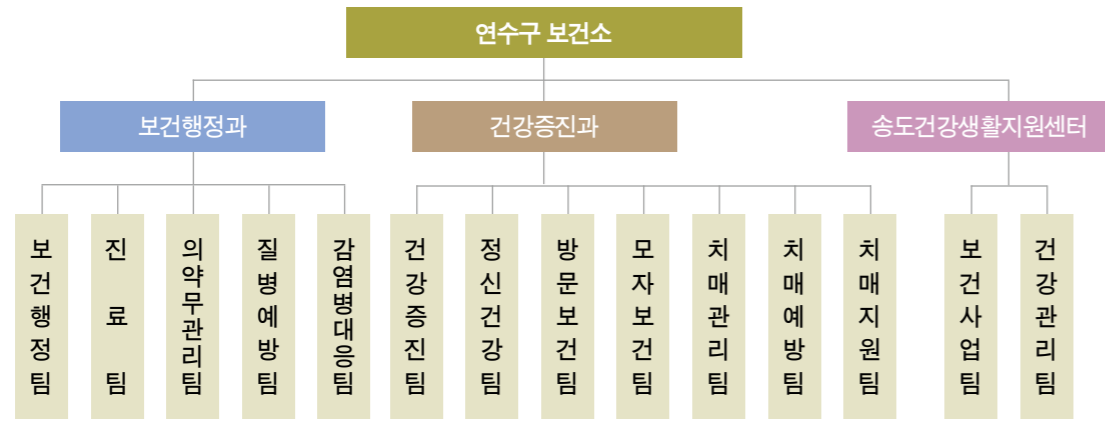 연수구 보건소
보건행정과
건강증진과
송도건강생활지원센터
보건행정팀
진료팀
의약무관리팀
질병예방팀
감염병대응팀
건강증진팀
정신건강팀
방문보건팀
모자보건팀
치매관리팀
치매예방팀
치매지원팀
보건사업팀
건강관리팀